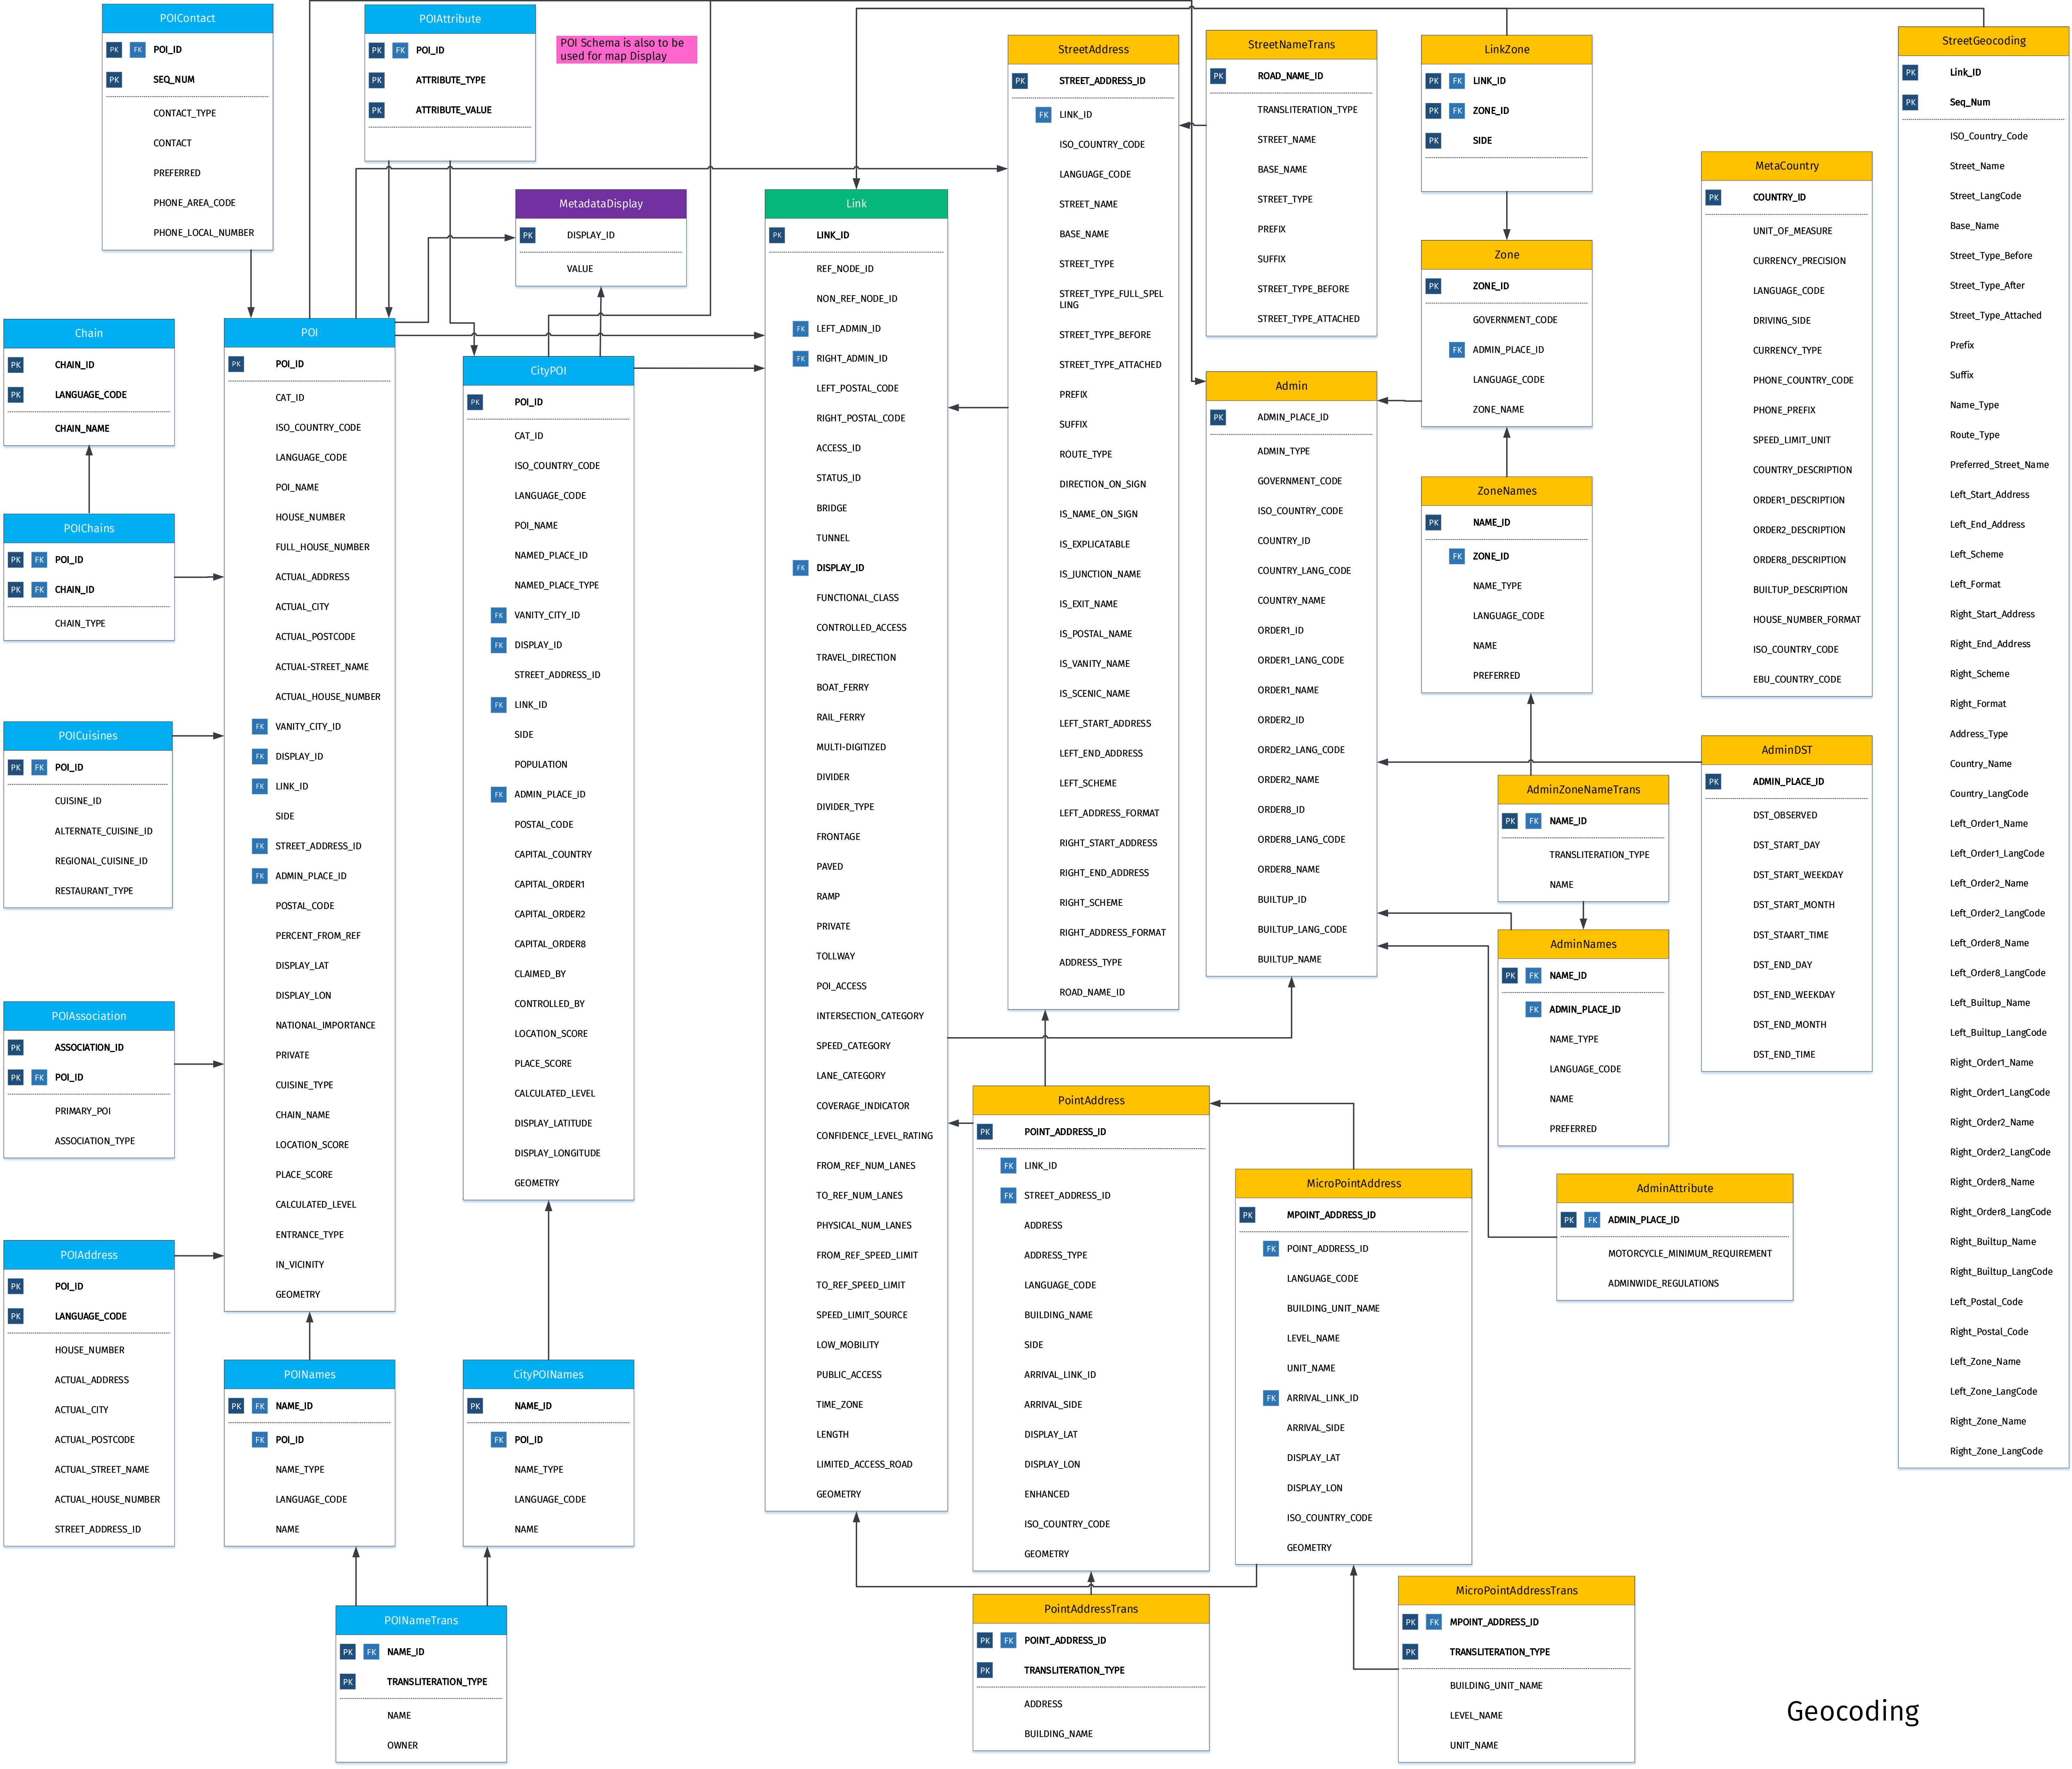 POIContact
PK FK POI_ID
PK SEQ_NUM
CONTACT_TYPE
CONTACT
PREFERRED
PHONE_AREA_CODE
PHONE_LOCAL_NUMBER
POIAttribute
PK FK POI_ID
PK ATTRIBUTE_TYPE
PK ATTRIBUTE_VALUE
POI Schema is also to be
used for map Display
MetadataDisplay
PK DISPLAY_ID
VALUE
Chain
PK CHAIN_ID
PK LANGUAGE_CODE
CHAIN_NAME
POIChains
PK FK POI_ID
PK FK CHAIN_ID
CHAIN_TYPE
POICuisines
PK FK POI_ID
CUISINE_ID
ALTERNATE_CUISINE_ID
REGIONAL_CUISINE_ID
RESTAURANT_TYPE
POIAssociation
PK ASSOCIATION_ID
PK FK POI_ID
PRIMARY_POI
ASSOCIATION_TYPE
POIAddress
PK POI_ID
PK LANGUAGE_CODE
HOUSE_NUMBER
ACTUAL_ADDRESS
ACTUAL_CITY
ACTUAL_POSTCODE
ACTUAL_STREET_NAME
ACTUAL_HOUSE_NUMBER
STREET_ADDRESS_ID
POI
PK POI_ID
CAT_ID
ISO_COUNTRY_CODE
LANGUAGE_CODE
POI_NAME
HOUSE_NUMBER
FULL_HOUSE_NUMBER
ACTUAL_ADDRESS
ACTUAL_CITY
ACTUAL_POSTCODE
ACTUAL-STREET_NAME
ACTUAL_HOUSE_NUMBER
FK VANITY_CITY_ID
FK DISPLAY_ID
FK LINK_ID
SIDE
FK STREET_ADDRESS_ID
FK ADMIN_PLACE_ID
POSTAL_CODE
PERCENT_FROM_REF
DISPLAY_LAT
DISPLAY_LON
NATIONAL_IMPORTANCE
PRIVATE
CUISINE_TYPE
CHAIN_NAME
LOCATION_SCORE
PLACE_SCORE
CALCULATED_LEVEL
ENTRANCE_TYPE
IN_VICINITY
GEOMETRY
POINames
PK FK NAME_ID
FK POI_ID
NAME_TYPE
LANGUAGE_CODE
NAME
CityPOI
PK POI_ID
CAT_ID
ISO_COUNTRY_CODE
LANGUAGE_CODE
POI_NAME
NAMED_PLACE_ID
NAMED_PLACE_TYPE
FK VANITY_CITY_ID
FK DISPLAY_ID
STREET_ADDRESS_ID
FK LINK_ID
SIDE
POPULATION
FK ADMIN_PLACE_ID
POSTAL_CODE
CAPITAL_COUNTRY
CAPITAL_ORDER1
CAPITAL_ORDER2
CAPITAL_ORDER8
CLAIMED_BY
CONTROLLED_BY
LOCATION_SCORE
PLACE_SCORE
CALCULATED_LEVEL
DISPLAY_LATITUDE
DISPLAY_LONGITUDE
GEOMETRY
CityPOINames
PK NAME_ID
FK POI_ID
NAME_TYPE
LANGUAGE_CODE
NAME
POINameTrans
PK FK NAME_ID
PK TRANSLITERATION_TYPE
NAME
OWNER
Link
PK LINK_ID
REF_NODE_ID
NON_REF_NODE_ID
FK LEFT_ADMIN_ID
FK RIGHT_ADMIN_ID
LEFT_POSTAL_CODE
RIGHT_POSTAL_CODE
ACCESS_ID
STATUS_ID
BRIDGE
TUNNEL
FK DISPLAY_ID
FUNCTIONAL_CLASS
CONTROLLED_ACCESS
TRAVEL_DIRECTION
BOAT_FERRY
RAIL_FERRY
MULTI-DIGITIZED
DIVIDER
DIVIDER_TYPE
FRONTAGE
PAVED
RAMP
PRIVATE
TOLLWAY
POI_ACCESS
INTERSECTION_CATEGORY
SPEED_CATEGORY
LANE_CATEGORY
COVERAGE_INDICATOR
CONFIDENCE_LEVEL_RATING
FROM_REF_NUM_LANES
TO_REF_NUM_LANES
PHYSICAL_NUM_LANES
FROM_REF_SPEED_LIMIT
TO_REF_SPEED_LIMIT
SPEED_LIMIT_SOURCE
LOW_MOBILITY
PUBLIC_ACCESS
TIME_ZONE
LENGTH
LIMITED_ACCESS_ROAD
GEOMETRY
StreetAddress
PK STREET_ADDRESS_ID
FK LINK_ID
ISO_COUNTRY_CODE
LANGUAGE_CODE
STREET_NAME
BASE_NAME
STREET_TYPE
STREET_TYPE_FULL_SPEL
LING
STREET_TYPE_BEFORE
STREET_TYPE_ATTACHED
PREFIX
SUFFIX
ROUTE_TYPE
DIRECTION_ON_SIGN
IS_NAME_ON_SIGN
IS_EXPLICATABLE
IS_JUNCTION_NAME
IS_EXIT_NAME
IS_POSTAL_NAME
IS_VANITY_NAME
IS_SCENIC_NAME
LEFT_START_ADDRESS
LEFT_END_ADDRESS
LEFT_SCHEME
LEFT_ADDRESS_FORMAT
RIGHT_START_ADDRESS
RIGHT_END_ADDRESS
RIGHT_SCHEME
RIGHT_ADDRESS_FORMAT
ADDRESS_TYPE
ROAD_NAME_ID
PointAddress
PK POINT_ADDRESS_ID
FK LINK_ID
FK STREET_ADDRESS_ID
ADDRESS
ADDRESS_TYPE
LANGUAGE_CODE
BUILDING_NAME
SIDE
ARRIVAL_LINK_ID
ARRIVAL_SIDE
DISPLAY_LAT
DISPLAY_LON
ENHANCED
ISO_COUNTRY_CODE
GEOMETRY
PointAddressTrans
PK FK POINT_ADDRESS_ID
PK TRANSLITERATION_TYPE
ADDRESS
BUILDING_NAME
StreetNameTrans
PK ROAD_NAME_ID
TRANSLITERATION_TYPE
STREET_NAME
BASE_NAME
STREET_TYPE
PREFIX
SUFFIX
STREET_TYPE_BEFORE
STREET_TYPE_ATTACHED
Admin
PK ADMIN_PLACE_ID
ADMIN_TYPE
GOVERNMENT_CODE
ISO_COUNTRY_CODE
COUNTRY_ID
COUNTRY_LANG_CODE
COUNTRY_NAME
ORDER1_ID
ORDER1_LANG_CODE
ORDER1_NAME
ORDER2_ID
ORDER2_LANG_CODE
ORDER2_NAME
ORDER8_ID
ORDER8_LANG_CODE
ORDER8_NAME
BUILTUP_ID
BUILTUP_LANG_CODE
BUILTUP_NAME
MicroPointAddress
PK MPOINT_ADDRESS_ID
FK POINT_ADDRESS_ID
LANGUAGE_CODE
BUILDING_UNIT_NAME
LEVEL_NAME
UNIT_NAME
FK ARRIVAL_LINK_ID
ARRIVAL_SIDE
DISPLAY_LAT
DISPLAY_LON
ISO_COUNTRY_CODE
GEOMETRY
MicroPointAddressTrans
PK FK MPOINT_ADDRESS_ID
PK TRANSLITERATION_TYPE
BUILDING_UNIT_NAME
LEVEL_NAME
UNIT_NAME
LinkZone
PK FK LINK_ID
PK FK ZONE_ID
PK SIDE
Zone
PK ZONE_ID
GOVERNMENT_CODE
FK ADMIN_PLACE_ID
LANGUAGE_CODE
ZONE_NAME
ZoneNames
PK NAME_ID
FK ZONE_ID
NAME_TYPE
LANGUAGE_CODE
NAME
PREFERRED
AdminZoneNameTrans
PK FK NAME_ID
TRANSLITERATION_TYPE
NAME
AdminNames
PK FK NAME_ID
FK ADMIN_PLACE_ID
NAME_TYPE
LANGUAGE_CODE
NAME
PREFERRED
AdminAttribute
PK FK ADMIN_PLACE_ID
MOTORCYCLE_MINIMUM_REQUIREMENT
ADMINWIDE_REGULATIONS
MetaCountry
PK COUNTRY_ID
UNIT_OF_MEASURE
CURRENCY_PRECISION
LANGUAGE_CODE
DRIVING_SIDE
CURRENCY_TYPE
PHONE_COUNTRY_CODE
PHONE_PREFIX
SPEED_LIMIT_UNIT
COUNTRY_DESCRIPTION
ORDER1_DESCRIPTION
ORDER2_DESCRIPTION
ORDER8_DESCRIPTION
BUILTUP_DESCRIPTION
HOUSE_NUMBER_FORMAT
ISO_COUNTRY_CODE
EBU_COUNTRY_CODE
AdminDST
PK ADMIN_PLACE_ID
DST_OBSERVED
DST_START_DAY
DST_START_WEEKDAY
DST_START_MONTH
DST_STAART_TIME
DST_END_DAY
DST_END_WEEKDAY
DST_END_MONTH
DST_END_TIME
StreetGeocoding
PK Link_ID
PK Seq_Num
ISO_Country_Code
Street_Name
Street_LangCode
Base_Name
Street_Type_Before
Street_Type_After
Street_Type_Attached
Prefix
Suffix
Name_Type
Route_Type
Preferred_Street_Name
Left_Start_Address
Left_End_Address
Left_Scheme
Left_Format
Right_Start_Address
Right_End_Address
Right_Scheme
Right_Format
Address_Type
Country_Name
Country_LangCode
Left_Order1_Name
Left_Order1_LangCode
Left_Order2_Name
Left_Order2_LangCode
Left_Order8_Name
Left_Order8_LangCode
Left_Builtup_Name
Left_Builtup_LangCode
Right_Order1_Name
Right_Order1_LangCode
Right_Order2_Name
Right_Order2_LangCode
Right_Order8_Name
Right_Order8_LangCode
Right_Builtup_Name
Right_Builtup_LangCode
Left_Postal_Code
Right_Postal_Code
Left_Zone_Name
Left_Zone_LangCode
Right_Zone_Name
Right_Zone_LangCode
Geocoding